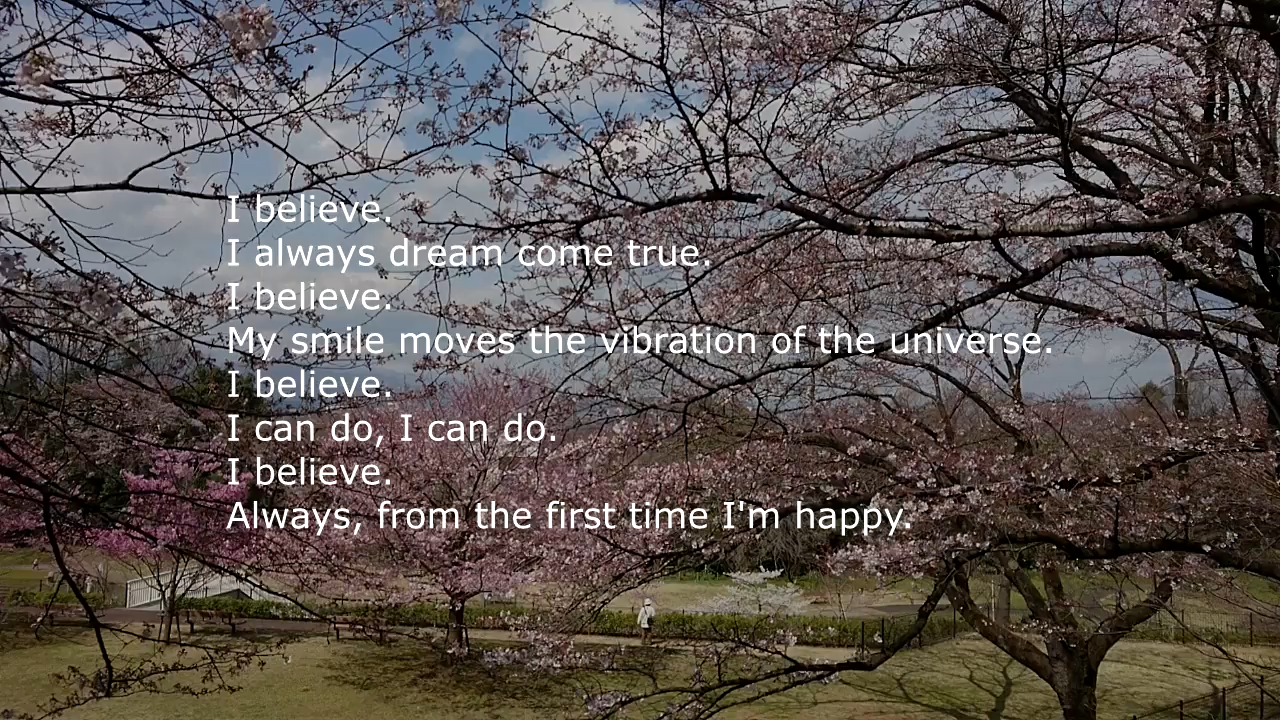 I believe.
I always dream come true.
I believe.
My smile moves the vibration of the universe.
I believe.
I can do, I can do.
I believe.
Always, from the first time I'm happy.